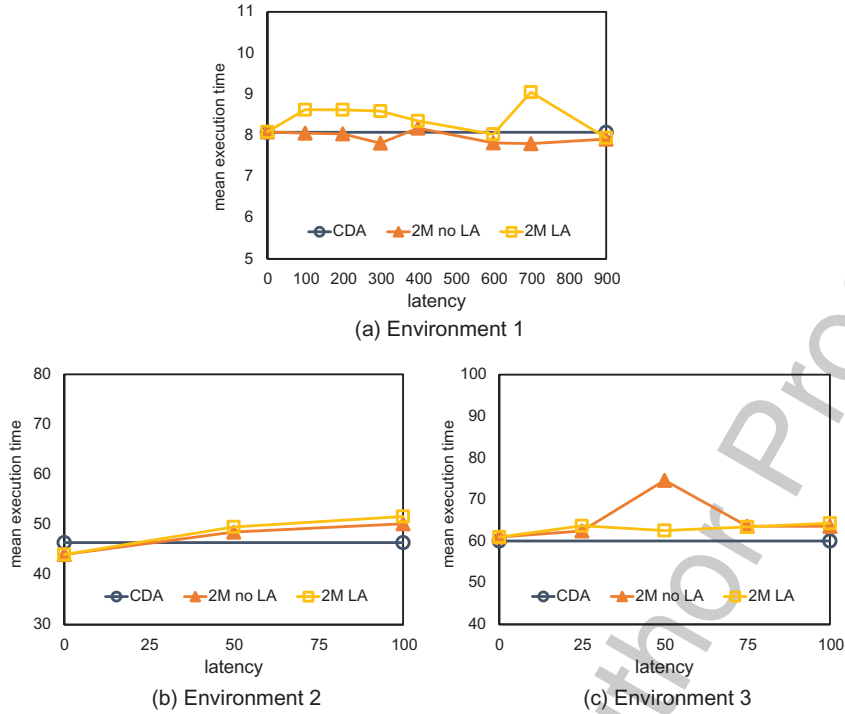 11
10
9
8
7
6
5
mean execution time
CDA 2M no LA 2M LA
0 100 200 300 400 500 600 700 900
latency
(a) Environment 1
80
70
60
50
40
30
mean execution time
CDA 2M no LA 2M LA
0 25 50 75 100
latency
(b) Environment 2
100
90
80
70
60
50
40
mean execution time
CDA 2M no LA 2M LA
0 25 50 75 100
latency
(c) Environment 3
thor Pro